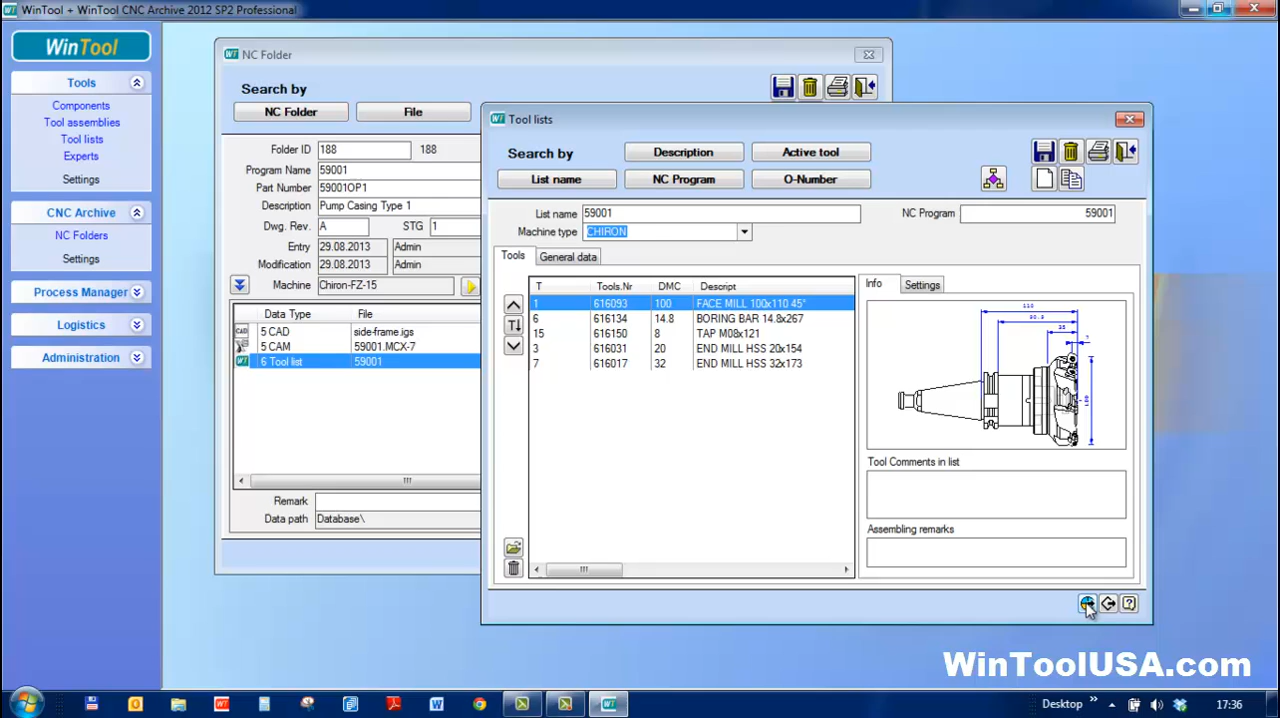 WinTool + WinTool CNC Archive 2012 SP2 Professional
WinTool
Tools
Components
Tool assemblies
Tool lists
Experts
Settings
CNC Archive
NC Folders
Settings
Process Manager
Logistics
Administration
NC Folder
Search by
NC Folder
File
Folder ID 188 188
Program Name 59001
Part Number 59001OP1
Description Pump Casing Type 1
Dwg. Rev. A STG 1
Entry 29.08.2013 Admin
Modification 29.08.2013 Admin
Machine Chiron-FZ-15
Data Type File
5 CAD side-frame.igs
5 CAM 59001.MCX-7
6 Tool list 59001
Remark
Data path Database\
Tool lists
Search by
Description
Active tool
List name
NC Program
O-Number
List name 59001 NC Program 59001
Machine type CHIRON
Tools General data
T Tools.Nr DMC Descript
1 616093 100 FACE MILL 100x110 45°
6 616134 14.8 BORING BAR 14.8x267
15 616150 8 TAP M08x121
3 616031 20 END MILL HSS 20x154
7 616017 32 END MILL HSS 32x173
Info Settings
Tool Comments in list
Assembling remarks
WinToolUSA.com
Desktop
17:36